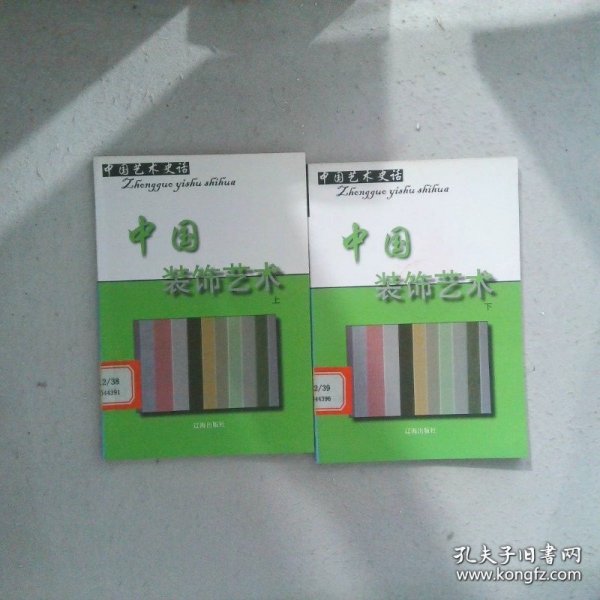 中国艺术史话
Zhongguo yishu shihua
中国
装饰艺术
上
.2/38
044391
辽海出版社
中国艺术史话
Zhongguo yishu shihua
中国
装饰艺术
下
2/39
44396
辽海出版社
孔夫子旧书网
www.kongfz.com